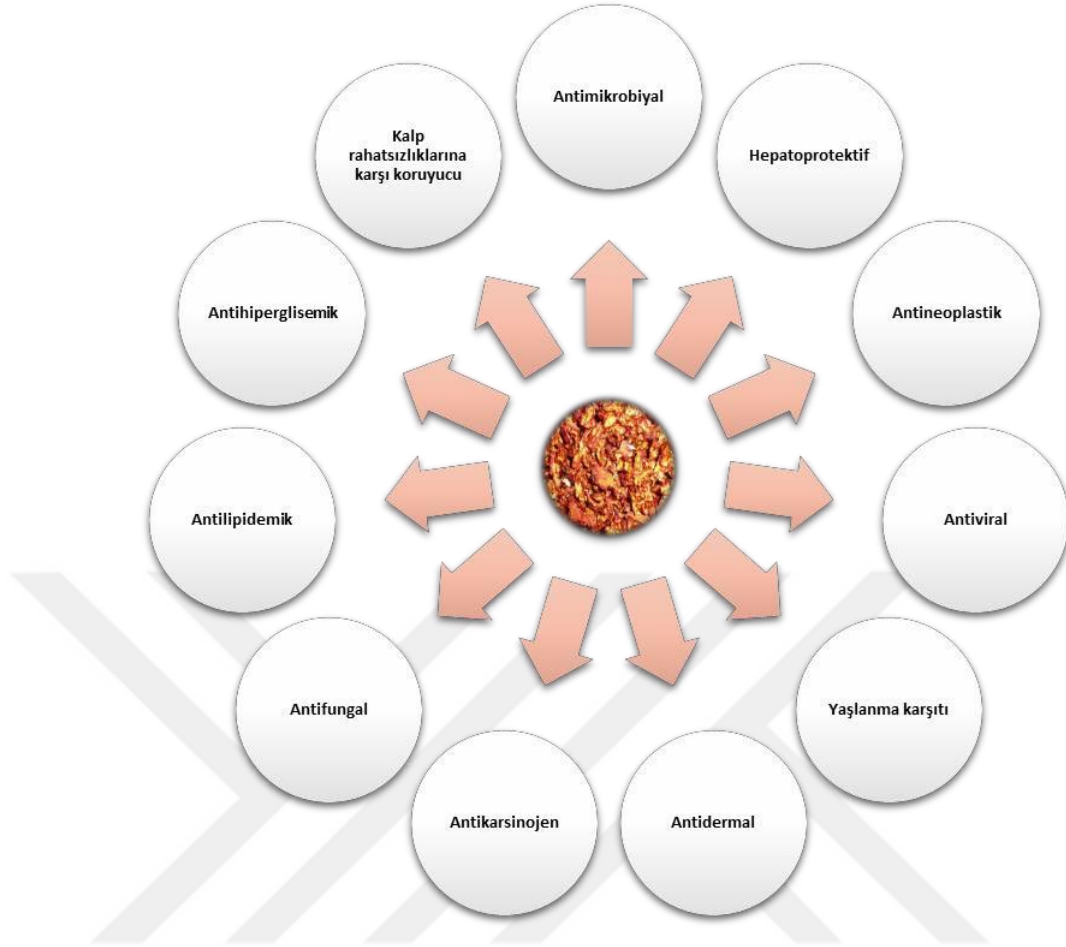 Antimikrobiyal
Hepatoprotektif
Antineoplastik
Antiviral
Yaşlanma karşıtı
Antidermal
Antikarsinojen
Antifungal
Antilipidemik
Antihiperglisemik
Kalp
rahatsızlıklarına
karşı koruyucu